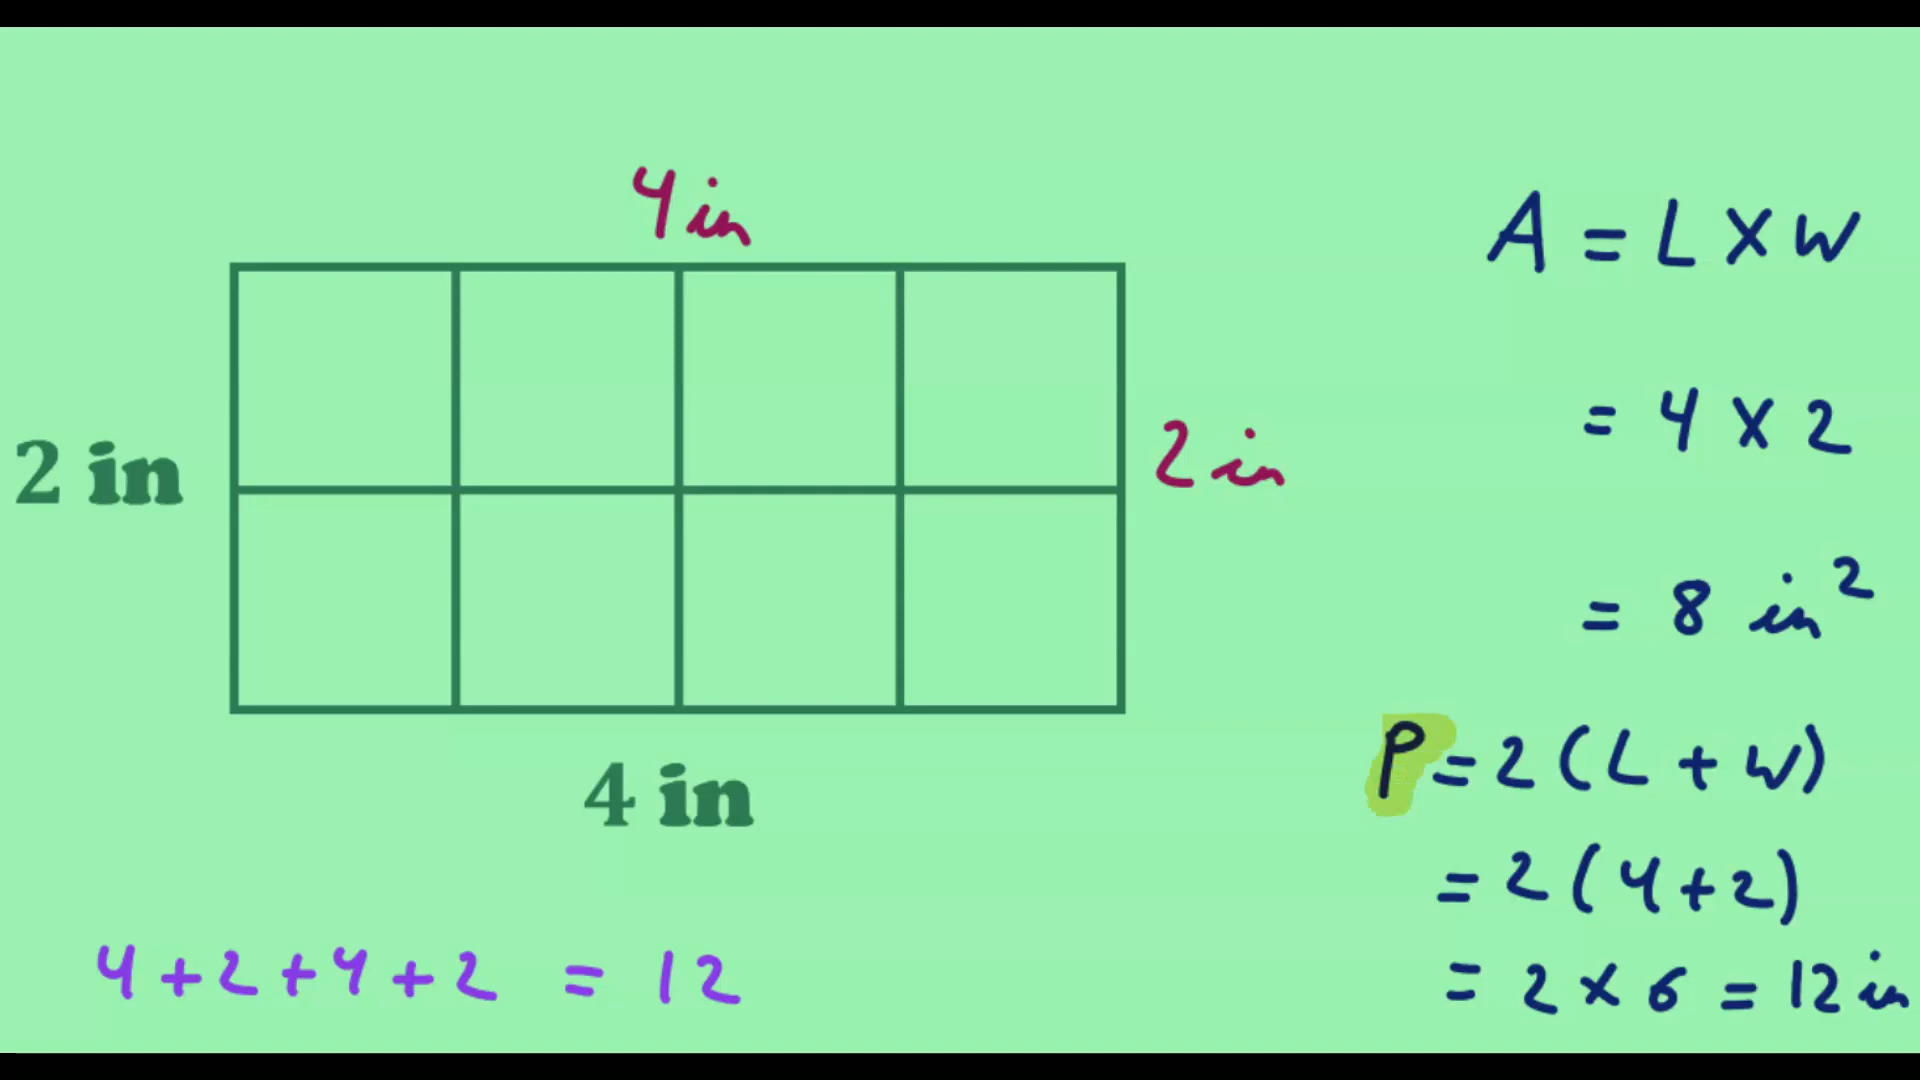 4 in
A = L X W
= 4 X 2
2 in
2 in
= 8 in²
P = 2 (L + W)
4 in
= 2 (4 + 2)
4 + 2 + 4 + 2 = 12
= 2 x 6 = 12 in